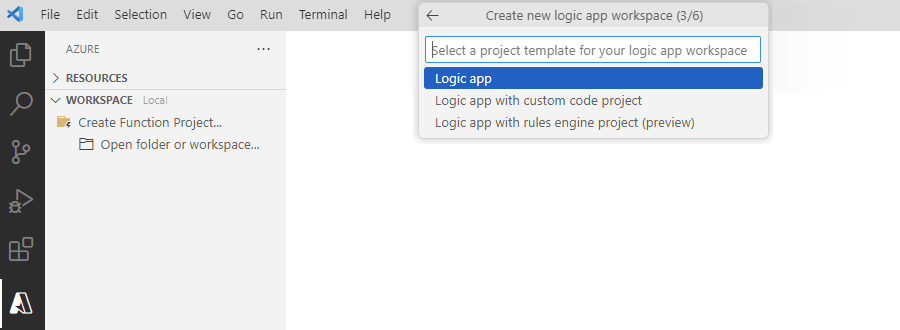 File Edit Selection View Go Run Terminal Help
Create new logic app workspace (3/6)
Select a project template for your logic app workspace
Logic app
Logic app with custom code project
Logic app with rules engine project (preview)
AZURE
RESOURCES
WORKSPACE Local
Create Function Project...
Open folder or workspace...